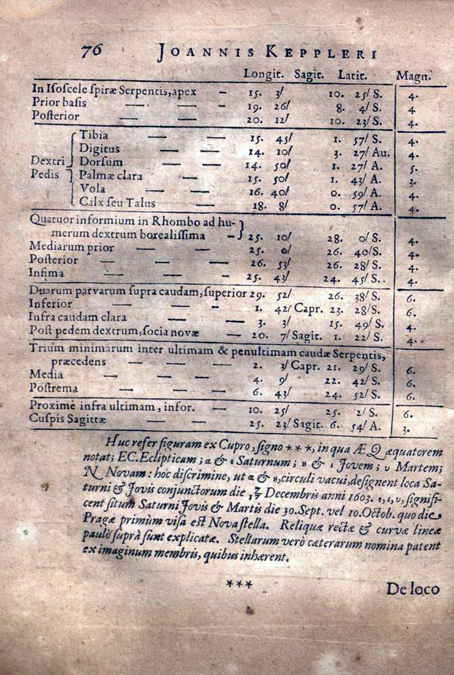 76 JOANNIS KEPPLERI
Longit. Sagit. Latit. Magn.
In Isoscele spiræ Serpentis, apex — 15. 3/ 10. 25/ S. 4.
Prior basis — — — 19. 26/ 8. 4/ S. 4.
Posterior — — — 20. 12/ 10. 23/ S. 4.
Dextri Pedis
Tibia — — 15. 45/ 1. 57/ S. 4.
Digitus — — 14. 10/ 3. 27/ Au. 4.
Dorsum — — 14. 50/ 1. 27/ A. 5.
Palmæ clara — — 15. 50/ 1. 43/ A. 3.
Vola — — 16. 40/ 0. 59/ A. 4.
Calx seu Talus — — 18. 8/ 0. 57/ A. 4.
Quatuor informium in Rhombo ad hu-
merum dextrum borealissima — 25. 10/ 28. 0/ S. 4.
Mediarum prior — — 25. 0/ 26. 40/ S. 4.
Posterior — — — 26. 53/ 26. 28/ S. 4.
Infima — — — 25. 43/ 24. 45/ S. 4.
Duarum parvarum supra caudam, superior 29. 52/ 26. 38/ S. 6.
Inferior — — — 1. 42/ Capr. 23. 28/ S. 6.
Infra caudam clara — — 3. 3/ 15. 49/ S. 4.
Post pedem dextrum, socia novæ — 20. 7/ Sagit. 1. 22/ S. 4.
Trium minimarum inter ultimam & penultimam caudæ Serpentis,
præcedens — — — 2. 3/ Capr. 21. 29/ S. 6.
Media — — — 4. 9/ 22. 42/ S. 6.
Postrema — — — 6. 43/ 24. 52/ S. 6.
Proximè infra ultimam, infor. — 10. 25/ 25. 2/ S. 6.
Cuspis Sagittæ — — 25. 23/ Sagit. 6. 54/ A. 3.
Huc refer figuram ex Cupro, signo ***, in qua Æ Q æquatorem
notat; EC. Eclipticam; & Saturnum; & Jovem; Martem;
N Novam: hoc discrimine, ut & circuli vacui designent loca Sa-
turni & Jovis conjunctorum die, Decembris anni 1603. signifi-
cent situm Saturni Jovis & Martis die 30. Sept. vel 10. Octob. quo die
Pragæ primùm visa est Nova stella. Reliquæ rectæ & curvæ lineæ
paulò suprà sunt explicatæ. Stellarum verò cæterarum nomina patent
ex imaginum membris, quibus inhærent.
*** De loco